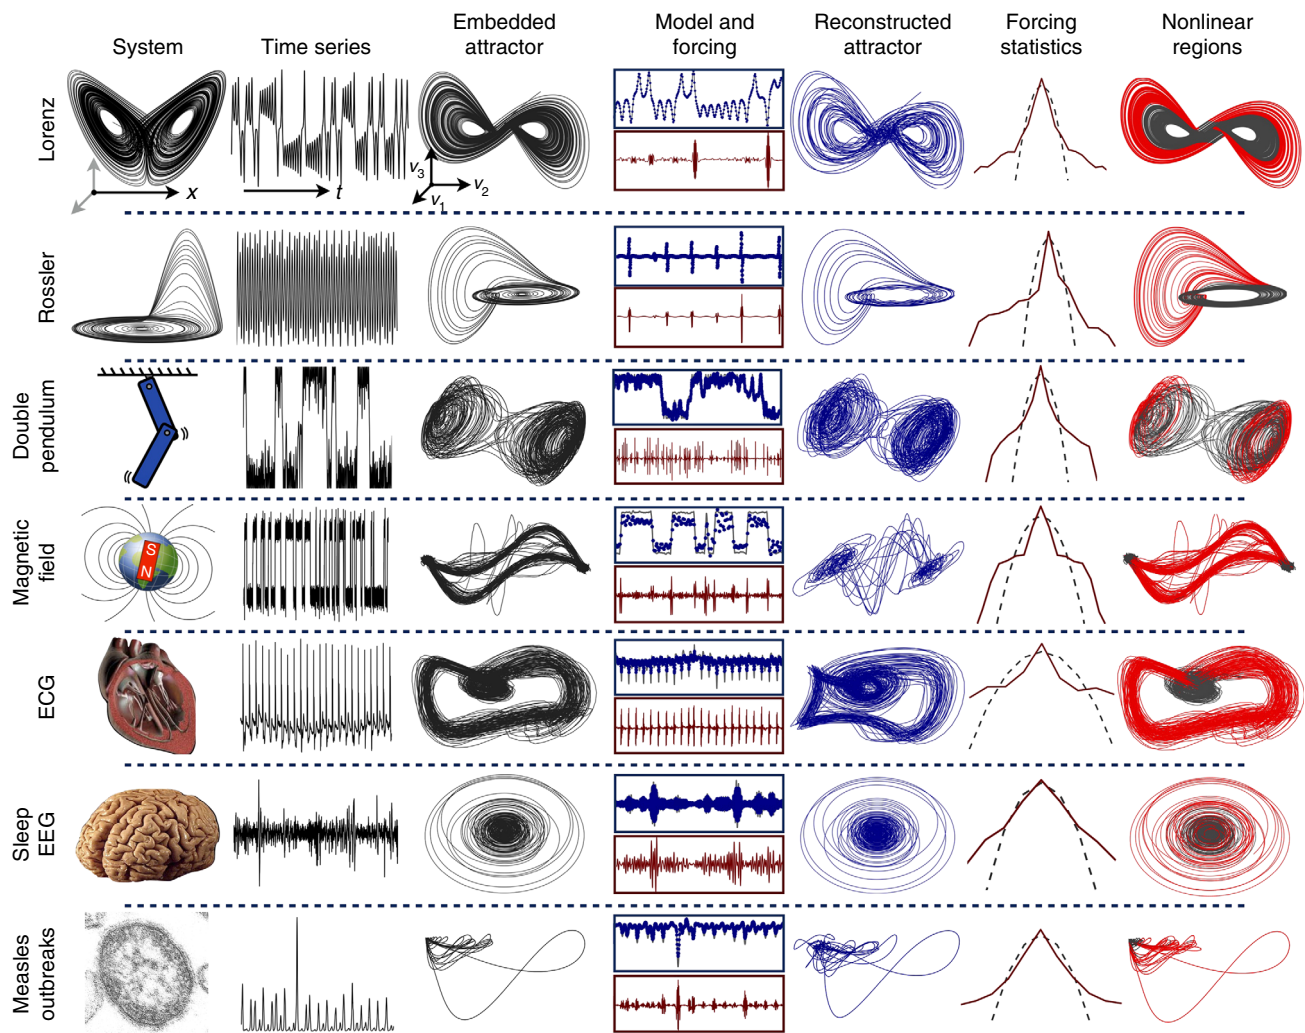 System
Time series
Embedded
attractor
Model and
forcing
Reconstructed
attractor
Forcing
statistics
Nonlinear
regions
Lorenz
x
t
v3
v2
v1
Rossler
Double
pendulum
Magnetic
field
S
N
ECG
Sleep
EEG
Measles
outbreaks